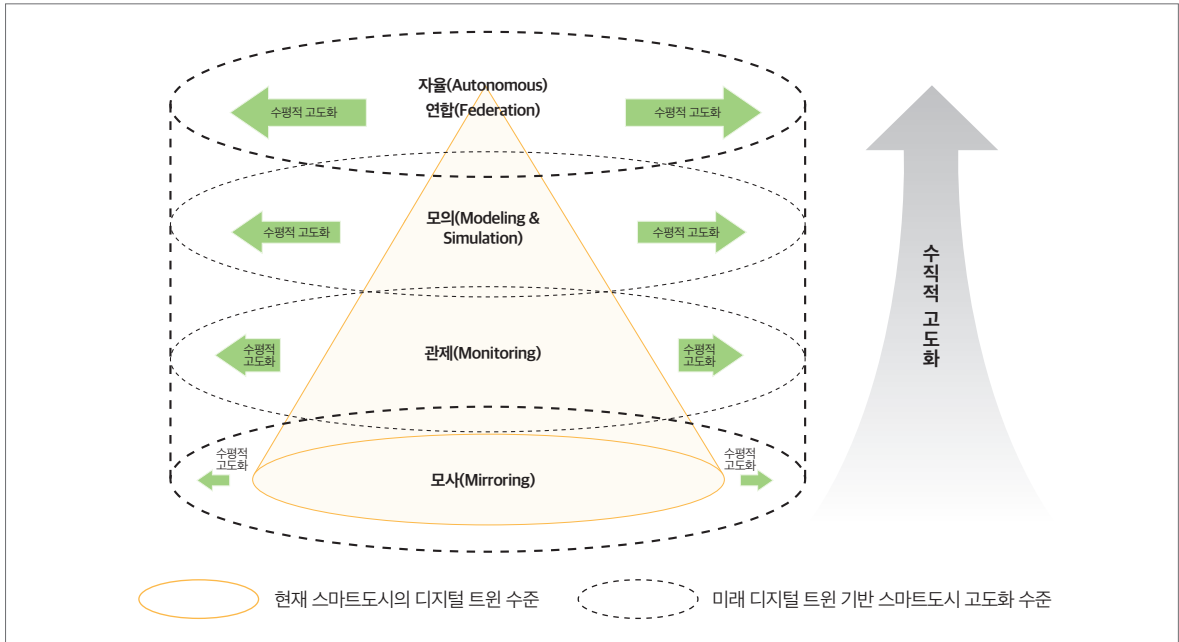 자율(Autonomous)
연합(Federation)
수평적 고도화
수평적 고도화
모의(Modeling &
Simulation)
수평적 고도화
수평적 고도화
관제(Monitoring)
수평적
고도화
수평적
고도화
모사(Mirroring)
수평적
고도화
수평적
고도화
수직적 고도화
현재 스마트도시의 디지털 트윈 수준
미래 디지털 트윈 기반 스마트도시 고도화 수준